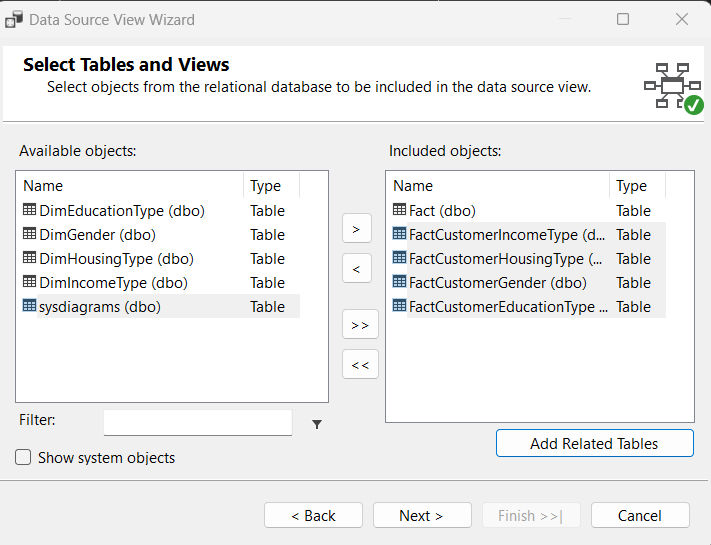 Data Source View Wizard
Select Tables and Views
Select objects from the relational database to be included in the data source view.
Available objects:
Name Type
DimEducationType (dbo) Table
DimGender (dbo) Table
DimHousingType (dbo) Table
DimIncomeType (dbo) Table
sysdiagrams (dbo) Table
Filter:
Show system objects
>
<
>>
<<
Included objects:
Name Type
Fact (dbo) Table
FactCustomerIncomeType (d... Table
FactCustomerHousingType (... Table
FactCustomerGender (dbo) Table
FactCustomerEducationType ... Table
Add Related Tables
< Back Next > Finish >>| Cancel